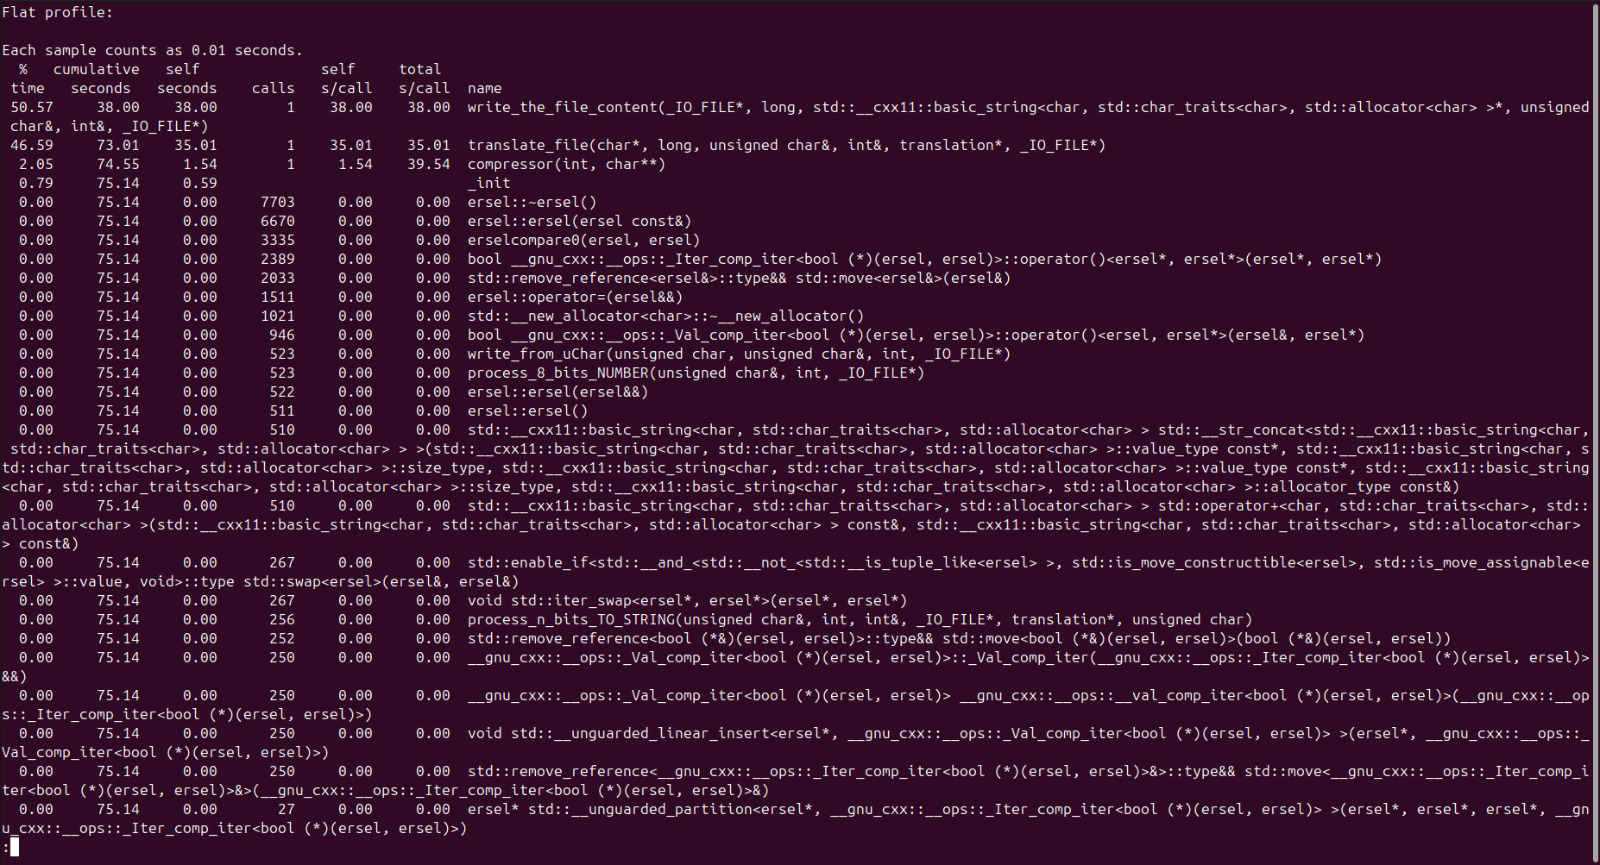 Flat profile:

Each sample counts as 0.01 seconds.
  %   cumulative   self              self     total
 time   seconds   seconds    calls   s/call   s/call  name
 50.57     38.00    38.00        1    38.00    38.00  write_the_file_content(_IO_FILE*, long, std::__cxx11::basic_string<char, std::char_traits<char>, std::allocator<char> >*, unsigned
 char&, int&, _IO_FILE*)
 46.59     73.01    35.01        1    35.01    35.01  translate_file(char*, long, unsigned char&, int&, translation*, _IO_FILE*)
  2.05     74.55     1.54        1     1.54    39.54  compressor(int, char**)
  0.79     75.14     0.59                             _init
  0.00     75.14     0.00     7703     0.00     0.00  ersel::~ersel()
  0.00     75.14     0.00     6670     0.00     0.00  ersel::ersel(ersel const&)
  0.00     75.14     0.00     3335     0.00     0.00  erselcompare0(ersel, ersel)
  0.00     75.14     0.00     2389     0.00     0.00  bool __gnu_cxx::__ops::_Iter_comp_iter<bool (*)(ersel, ersel)>::operator()<ersel*, ersel*>(ersel*, ersel*)
  0.00     75.14     0.00     2033     0.00     0.00  std::remove_reference<ersel&>::type&& std::move<ersel&>(ersel&)
  0.00     75.14     0.00     1511     0.00     0.00  ersel::operator=(ersel&&)
  0.00     75.14     0.00     1021     0.00     0.00  std::__new_allocator<char>::~__new_allocator()
  0.00     75.14     0.00      946     0.00     0.00  bool __gnu_cxx::__ops::_Val_comp_iter<bool (*)(ersel, ersel)>::operator()<ersel, ersel*>(ersel&, ersel*)
  0.00     75.14     0.00      523     0.00     0.00  write_from_uChar(unsigned char, unsigned char&, int, _IO_FILE*)
  0.00     75.14     0.00      523     0.00     0.00  process_8_bits_NUMBER(unsigned char&, int, _IO_FILE*)
  0.00     75.14     0.00      522     0.00     0.00  ersel::ersel(ersel&&)
  0.00     75.14     0.00      511     0.00     0.00  ersel::ersel()
  0.00     75.14     0.00      510     0.00     0.00  std::__cxx11::basic_string<char, std::char_traits<char>, std::allocator<char> > std::__str_concat<std::__cxx11::basic_string<char,
 std::char_traits<char>, std::allocator<char> > >(std::__cxx11::basic_string<char, std::char_traits<char>, std::allocator<char> >::value_type const*, std::__cxx11::basic_string<char, s
td::char_traits<char>, std::allocator<char> >::size_type, std::__cxx11::basic_string<char, std::char_traits<char>, std::allocator<char> >::value_type const*, std::__cxx11::basic_string
<char, std::char_traits<char>, std::allocator<char> >::size_type, std::__cxx11::basic_string<char, std::char_traits<char>, std::allocator<char> >::allocator_type const&)
  0.00     75.14     0.00      510     0.00     0.00  std::__cxx11::basic_string<char, std::char_traits<char>, std::allocator<char> > std::operator+<char, std::char_traits<char>, std::
allocator<char> >(std::__cxx11::basic_string<char, std::char_traits<char>, std::allocator<char> > const&, std::__cxx11::basic_string<char, std::char_traits<char>, std::allocator<char>
> const&)
  0.00     75.14     0.00      267     0.00     0.00  std::enable_if<std::__and_<std::__not_<std::__is_tuple_like<ersel> >, std::is_move_constructible<ersel>, std::is_move_assignable<e
rsel> >::value, void>::type std::swap<ersel>(ersel&, ersel&)
  0.00     75.14     0.00      267     0.00     0.00  void std::iter_swap<ersel*, ersel*>(ersel*, ersel*)
  0.00     75.14     0.00      256     0.00     0.00  process_n_bits_TO_STRING(unsigned char&, int, int&, _IO_FILE*, translation*, unsigned char)
  0.00     75.14     0.00      252     0.00     0.00  std::remove_reference<bool (*&)(ersel, ersel)>::type&& std::move<bool (*&)(ersel, ersel)>(bool (*&)(ersel, ersel))
  0.00     75.14     0.00      250     0.00     0.00  __gnu_cxx::__ops::_Val_comp_iter<bool (*)(ersel, ersel)>::_Val_comp_iter(__gnu_cxx::__ops::_Iter_comp_iter<bool (*)(ersel, ersel)>
&&)
  0.00     75.14     0.00      250     0.00     0.00  __gnu_cxx::__ops::_Val_comp_iter<bool (*)(ersel, ersel)> __gnu_cxx::__ops::__val_comp_iter<bool (*)(ersel, ersel)>(__gnu_cxx::__op
s::_Iter_comp_iter<bool (*)(ersel, ersel)>)
  0.00     75.14     0.00      250     0.00     0.00  void std::__unguarded_linear_insert<ersel*, __gnu_cxx::__ops::_Val_comp_iter<bool (*)(ersel, ersel)> >(ersel*, __gnu_cxx::__ops::_
Val_comp_iter<bool (*)(ersel, ersel)>)
  0.00     75.14     0.00      250     0.00     0.00  std::remove_reference<__gnu_cxx::__ops::_Iter_comp_iter<bool (*)(ersel, ersel)>&>::type&& std::move<__gnu_cxx::__ops::_Iter_comp_i
ter<bool (*)(ersel, ersel)>&>(__gnu_cxx::__ops::_Iter_comp_iter<bool (*)(ersel, ersel)>&)
  0.00     75.14     0.00       27     0.00     0.00  ersel* std::__unguarded_partition<ersel*, __gnu_cxx::__ops::_Iter_comp_iter<bool (*)(ersel, ersel)> >(ersel*, ersel*, ersel*, __gn
u_cxx::__ops::_Iter_comp_iter<bool (*)(ersel, ersel)>)
: